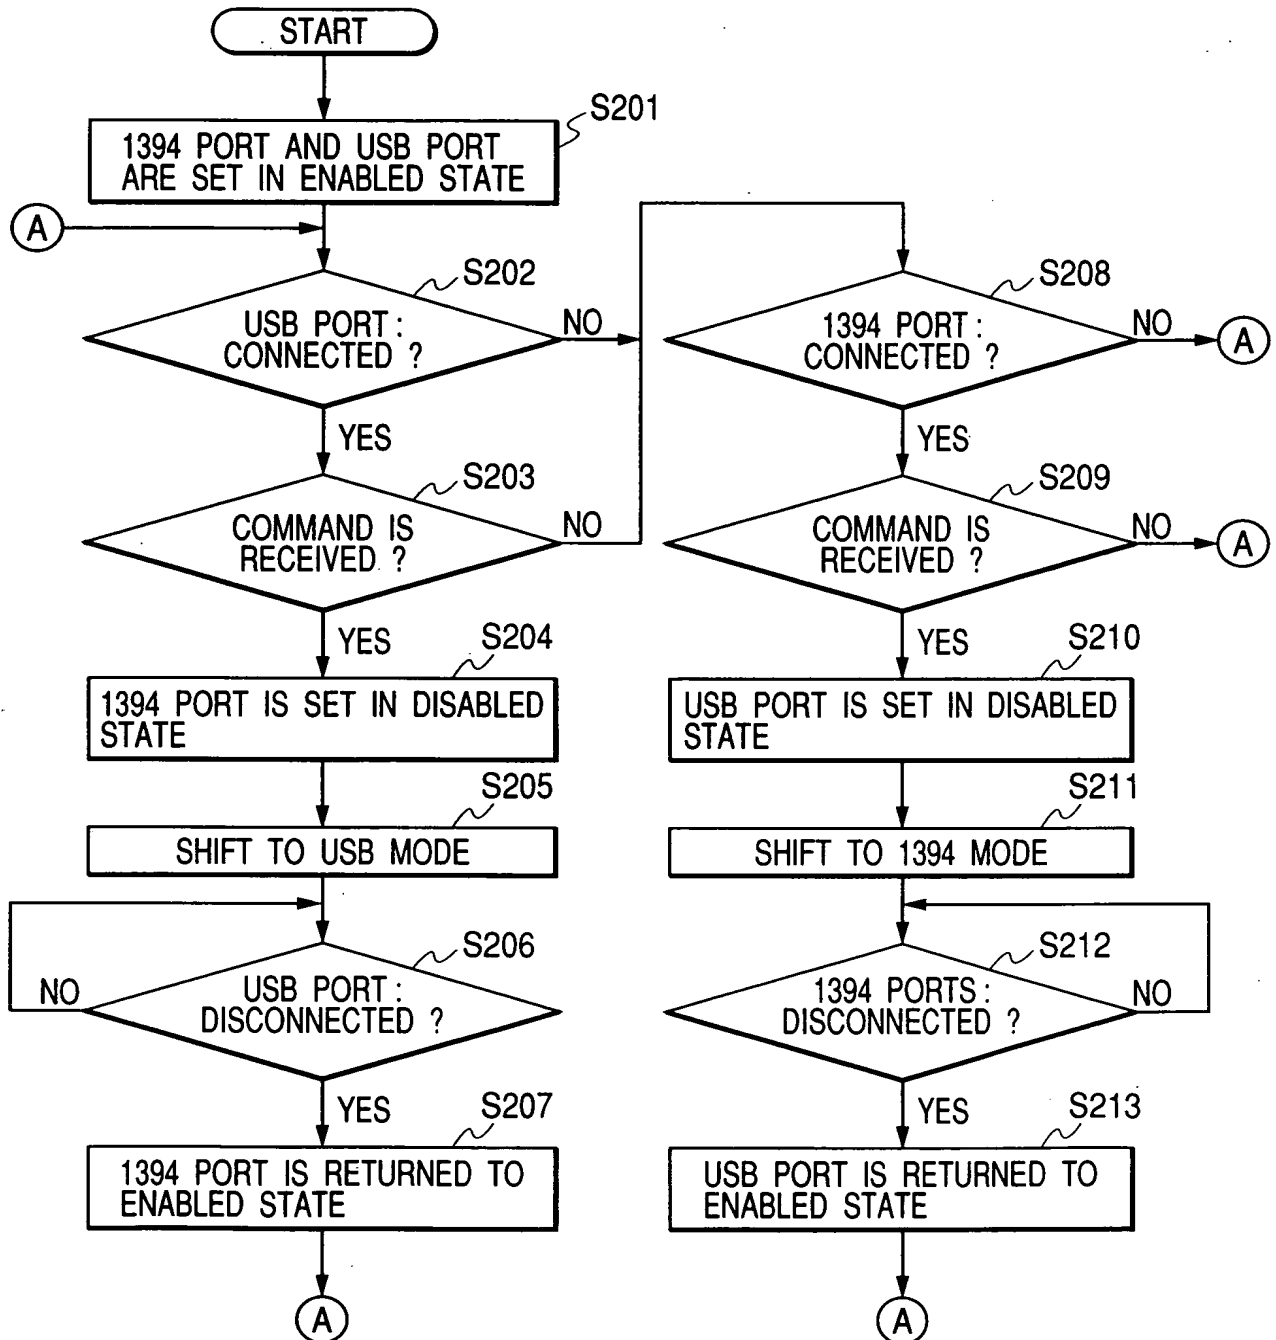 START
S201
1394 PORT AND USB PORT
ARE SET IN ENABLED STATE
A
S202
USB PORT :
CONNECTED ?
NO
YES
S203
COMMAND IS
RECEIVED ?
NO
YES
S204
1394 PORT IS SET IN DISABLED
STATE
S205
SHIFT TO USB MODE
S206
USB PORT :
DISCONNECTED ?
NO
YES
S207
1394 PORT IS RETURNED TO
ENABLED STATE
A
S208
1394 PORT :
CONNECTED ?
NO
A
YES
S209
COMMAND IS
RECEIVED ?
NO
A
YES
S210
USB PORT IS SET IN DISABLED
STATE
S211
SHIFT TO 1394 MODE
S212
1394 PORTS :
DISCONNECTED ?
NO
YES
S213
USB PORT IS RETURNED TO
ENABLED STATE
A